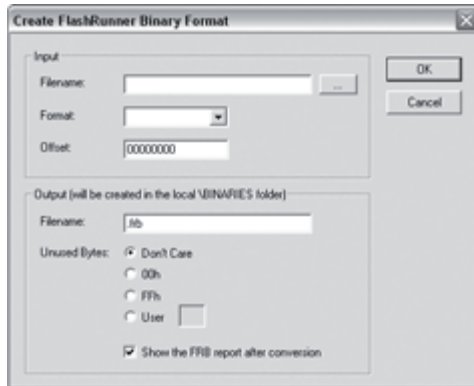 Create FlashRunner Binary Format
Input
Filename:
...
OK
Cancel
Format:
Offset:
00000000
Output (will be created in the local \BINARIES folder)
Filename:
.frb
Unused Bytes:
Don't Care
00h
FFh
User
Show the FRB report after conversion